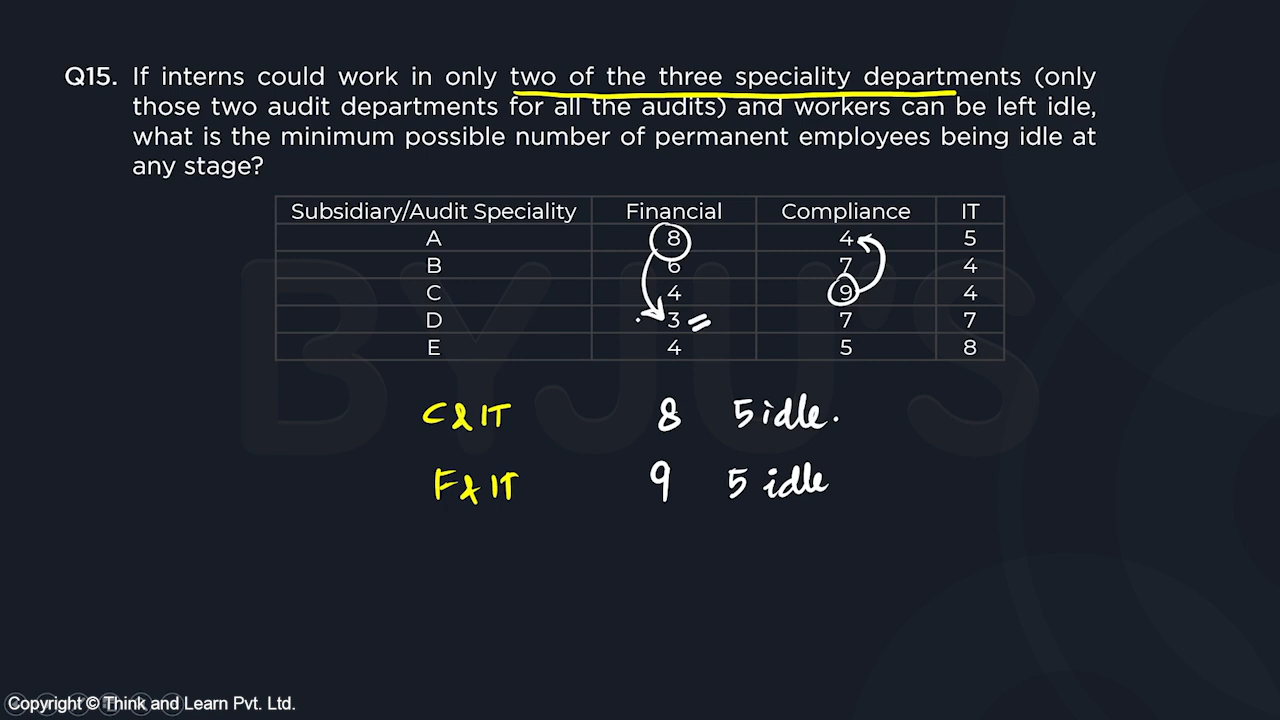 Q15. If interns could work in only two of the three speciality departments (only
those two audit departments for all the audits) and workers can be left idle,
what is the minimum possible number of permanent employees being idle at
any stage?
Subsidiary/Audit Speciality Financial Compliance IT
A 8 4 5
B 6 7 4
C 4 9 4
D 3 7 7
E 4 5 8
BYJU'S
C & IT 8 5 idle.
F & IT 9 5 idle
Copyright © Think and Learn Pvt. Ltd.